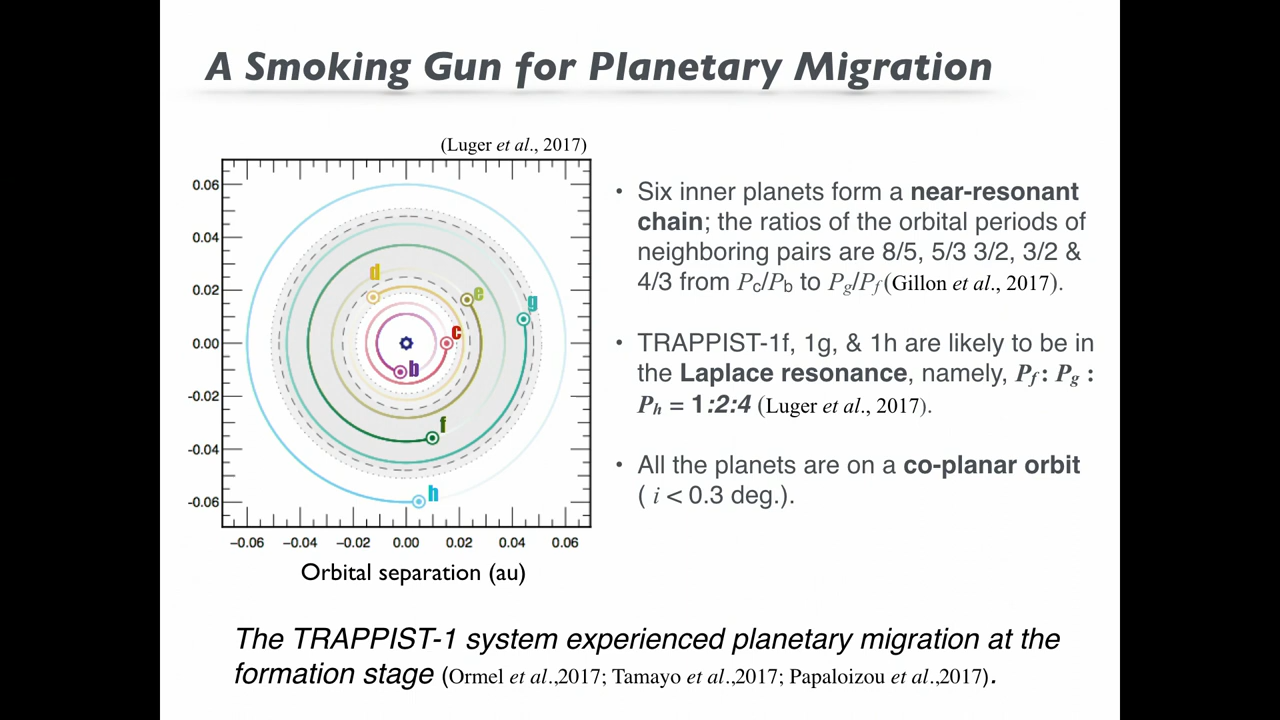 A Smoking Gun for Planetary Migration
(Luger et al., 2017)
0.06
0.04
0.02
0.00
-0.02
-0.04
-0.06
d
e
g
c
b
f
h
−0.06 −0.04 −0.02 0.00 0.02 0.04 0.06
Orbital separation (au)
• Six inner planets form a near-resonant
chain; the ratios of the orbital periods of
neighboring pairs are 8/5, 5/3 3/2, 3/2 &
4/3 from Pc/Pb to Pg/Pf (Gillon et al., 2017).
• TRAPPIST-1f, 1g, & 1h are likely to be in
the Laplace resonance, namely, Pf : Pg :
Ph = 1:2:4 (Luger et al., 2017).
• All the planets are on a co-planar orbit
( i < 0.3 deg.).
The TRAPPIST-1 system experienced planetary migration at the
formation stage (Ormel et al.,2017; Tamayo et al.,2017; Papaloizou et al.,2017).